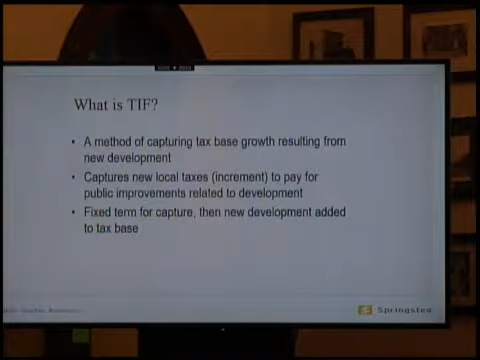 What is TIF?
• A method of capturing tax base growth resulting from
new development
• Captures new local taxes (increment) to pay for
public improvements related to development
• Fixed term for capture, then new development added
to tax base
Springsted